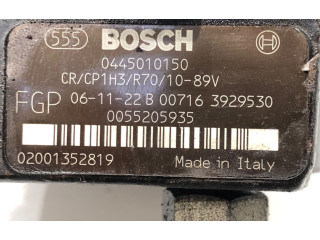 555 BOSCH
0445010150
CR/CP1H3/R70/10-89V
FGP 06-11-22 B 00716 3929530
0055205935
02001352819 Made in Italy